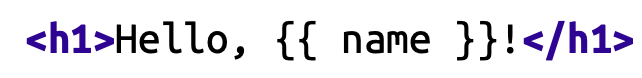 <h1>Hello, {{ name }}!</h1>